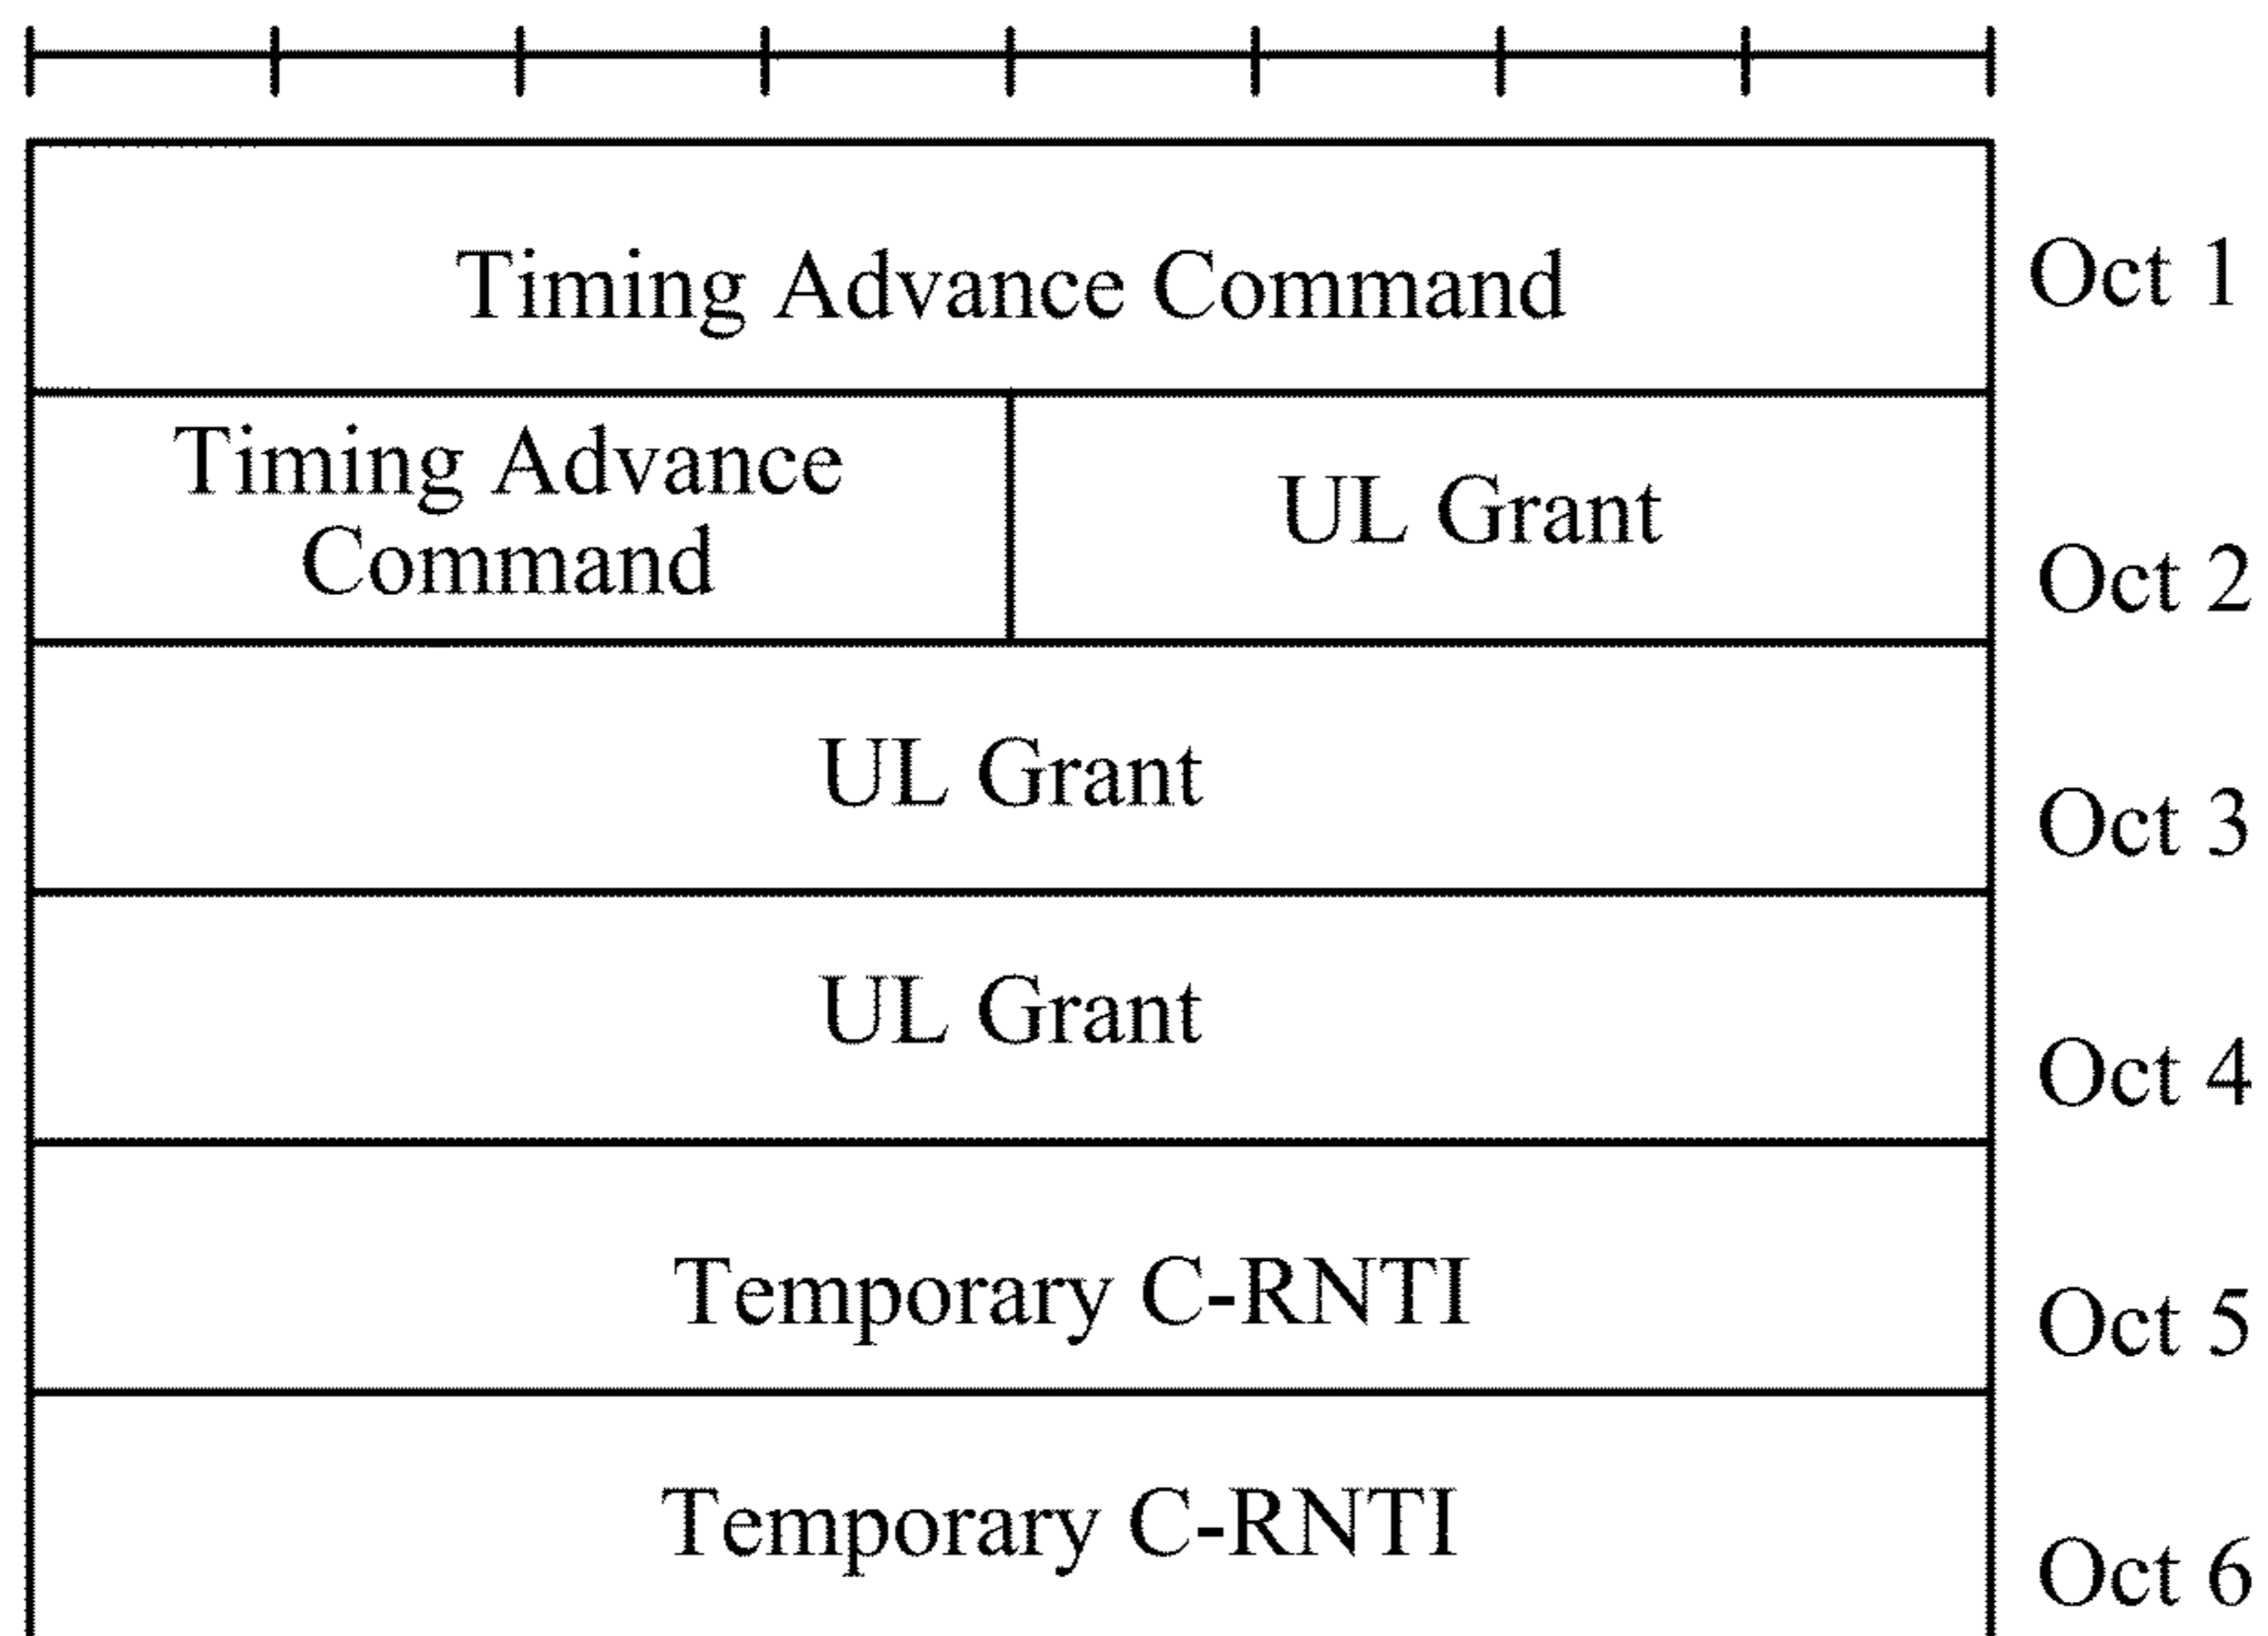 Timing Advance Command
Oct 1
Timing Advance
Command
UL Grant
Oct 2
UL Grant
Oct 3
UL Grant
Oct 4
Temporary C-RNTI
Oct 5
Temporary C-RNTI
Oct 6